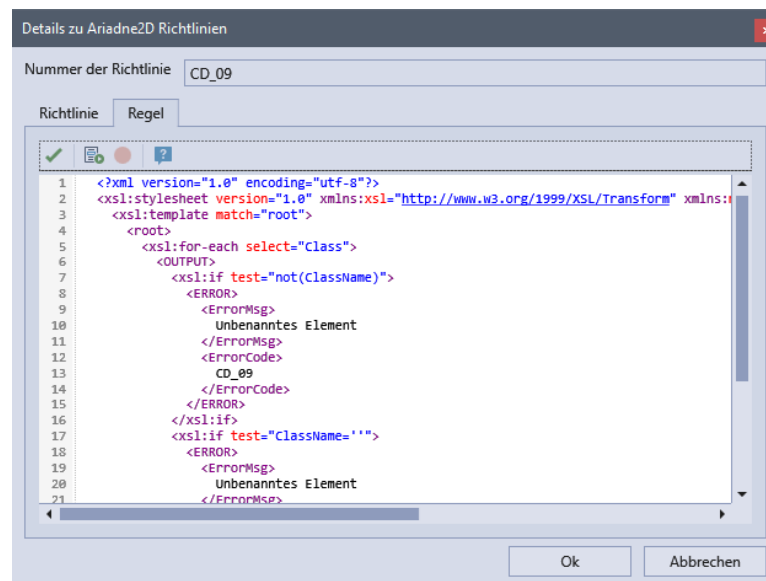 Details zu Ariadne2D Richtlinien
Nummer der Richtlinie CD_09
Richtlinie Regel
1 <?xml version="1.0" encoding="utf-8"?>
2 <xsl:stylesheet version="1.0" xmlns:xsl="http://www.w3.org/1999/XSL/Transform" xmlns:
3 <xsl:template match="root">
4 <root>
5 <xsl:for-each select="Class">
6 <OUTPUT>
7 <xsl:if test="not(ClassName)">
8 <ERROR>
9 <ErrorMsg>
10 Unbenanntes Element
11 </ErrorMsg>
12 <ErrorCode>
13 CD_09
14 </ErrorCode>
15 </ERROR>
16 </xsl:if>
17 <xsl:if test="ClassName=''">
18 <ERROR>
19 <ErrorMsg>
20 Unbenanntes Element
21 </ErrorMsg>
Ok Abbrechen